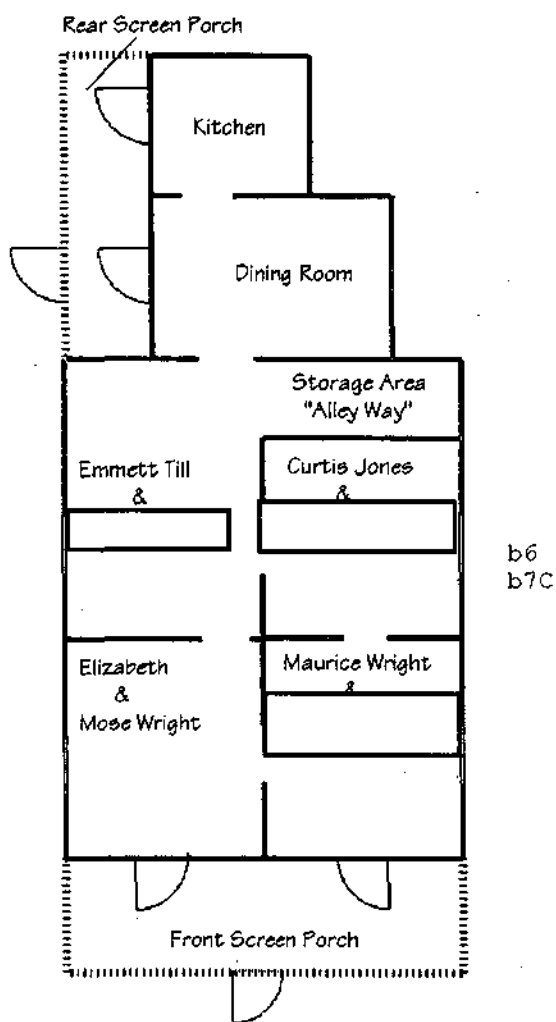 Rear Screen Porch
Kitchen
Dining Room
Storage Area
"Alley Way"
Emmett Till
&
Curtis Jones
&
b6
b7C
Elizabeth
&
Mose Wright
Maurice Wright
&
Front Screen Porch